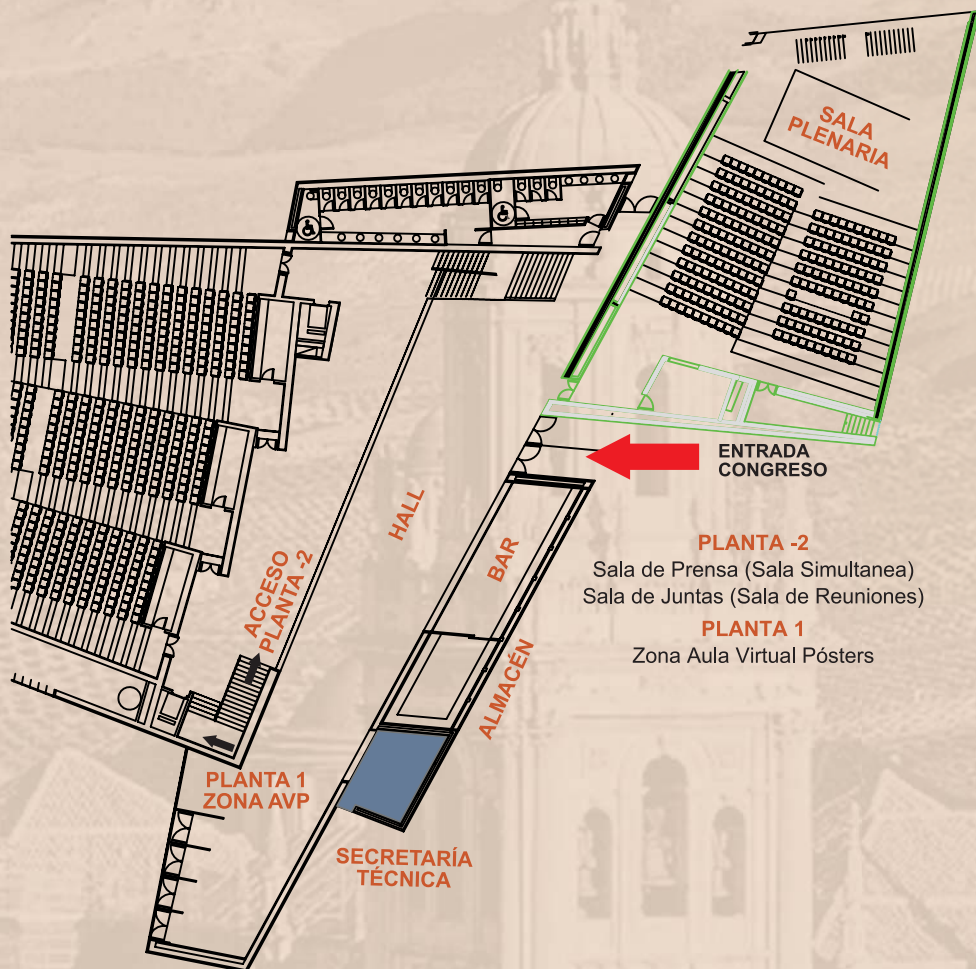 SALA
PLENARIA
ENTRADA
CONGRESO
HALL
BAR
ACCESO
PLANTA -2
ALMACÉN
PLANTA -2
Sala de Prensa (Sala Simultanea)
Sala de Juntas (Sala de Reuniones)
PLANTA 1
Zona Aula Virtual Pósters
PLANTA 1
ZONA AVP
SECRETARÍA
TÉCNICA